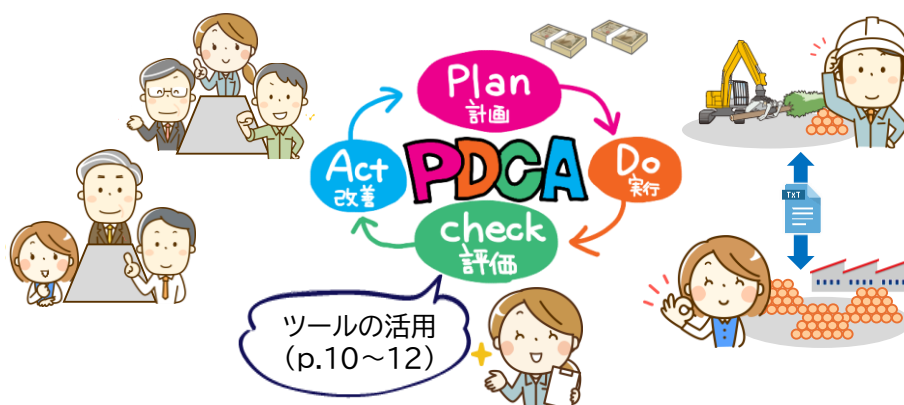 Plan
計画
Act
改善
PDCA
Do
実行
check
評価
TXT
ツールの活用
(p.10～12)